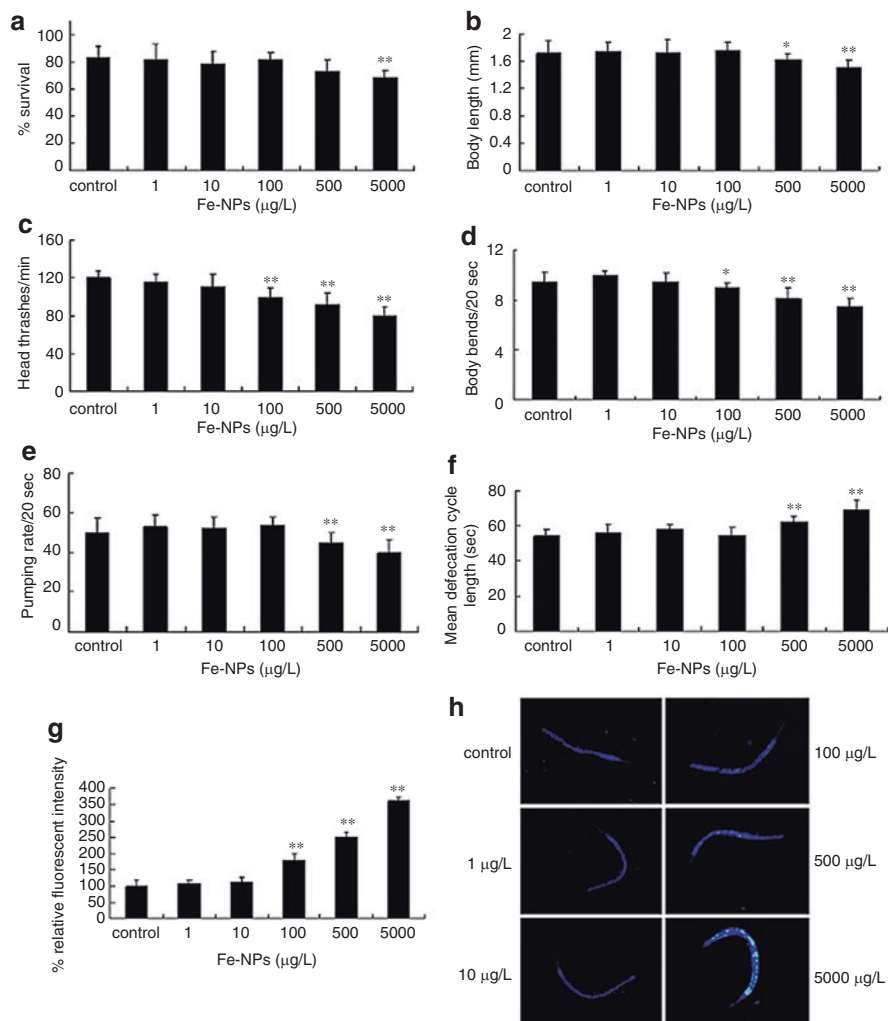 a
% survival
100
80
60
40
20
0
** 
control 1 10 100 500 5000
Fe-NPs (μg/L)
b
Body length (mm)
2
1.6
1.2
0.8
0.4
0
* **
control 1 10 100 500 5000
Fe-NPs (μg/L)
c
Head thrashes/min
160
120
80
40
0
** ** **
control 1 10 100 500 5000
Fe-NPs (μg/L)
d
Body bends/20 sec
12
8
4
0
* ** **
control 1 10 100 500 5000
Fe-NPs (μg/L)
e
Pumping rate/20 sec
80
60
40
20
0
** **
control 1 10 100 500 5000
Fe-NPs (μg/L)
f
Mean defecation cycle
length (sec)
80
60
40
20
0
** **
control 1 10 100 500 5000
Fe-NPs (μg/L)
g
% relative fluorescent intensity
400
350
300
250
200
150
100
50
0
** ** **
control 1 10 100 500 5000
Fe-NPs (μg/L)
h
control 100 μg/L
1 μg/L 500 μg/L
10 μg/L 5000 μg/L